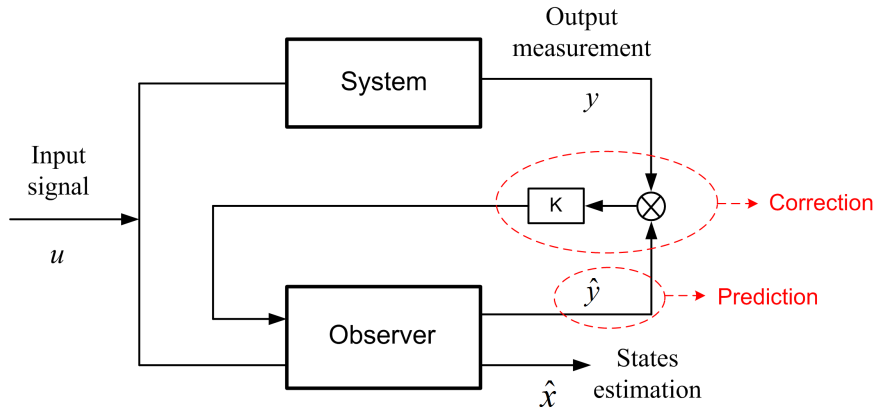 Output
measurement
System
y
Input
signal
u
K
Correction
ŷ
Prediction
Observer
States
estimation
x̂